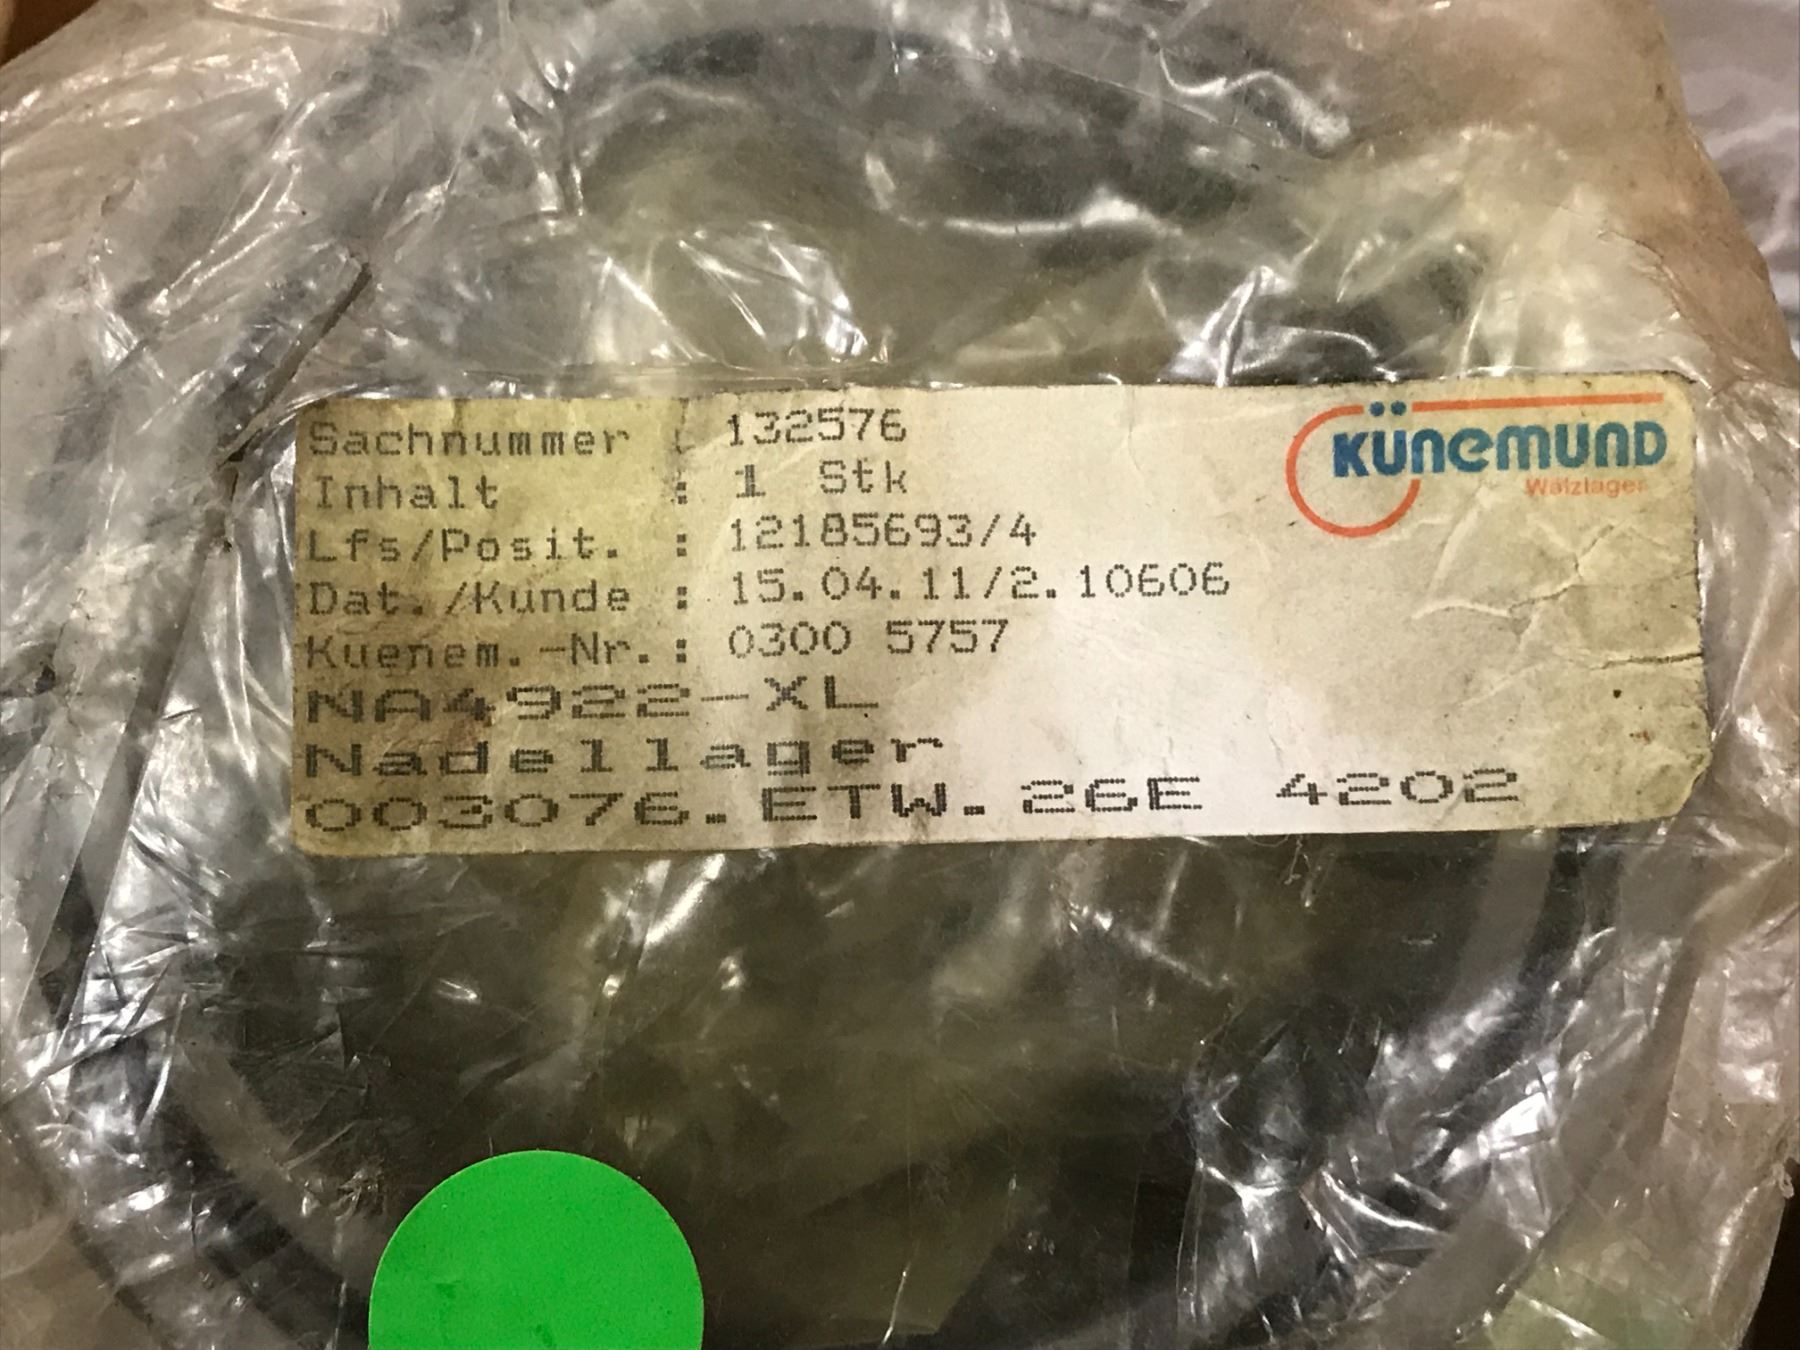 KÜNEMUND
Wälzlager
Sachnummer : 132576
Inhalt : 1 Stk
Lfs/Posit. : 12185693/4
Dat./Kunde : 15.04.11/2.10606
Kuenem.-Nr.: 0300 5757
NA4922-XL
Nadellager
003076.ETW.26E 4202